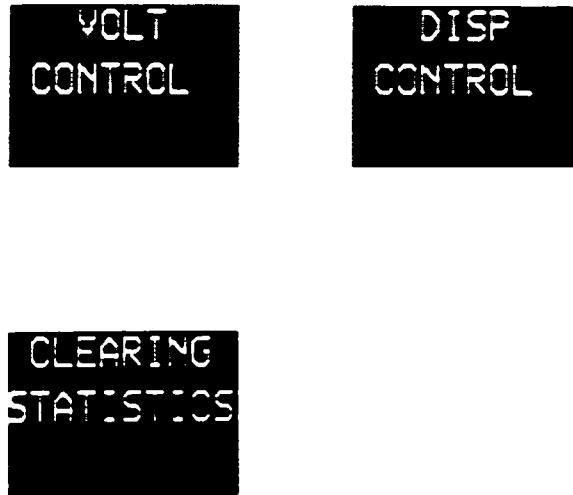 VOLT
CONTROL
DISP
CONTROL
CLEARING
STATISTICS